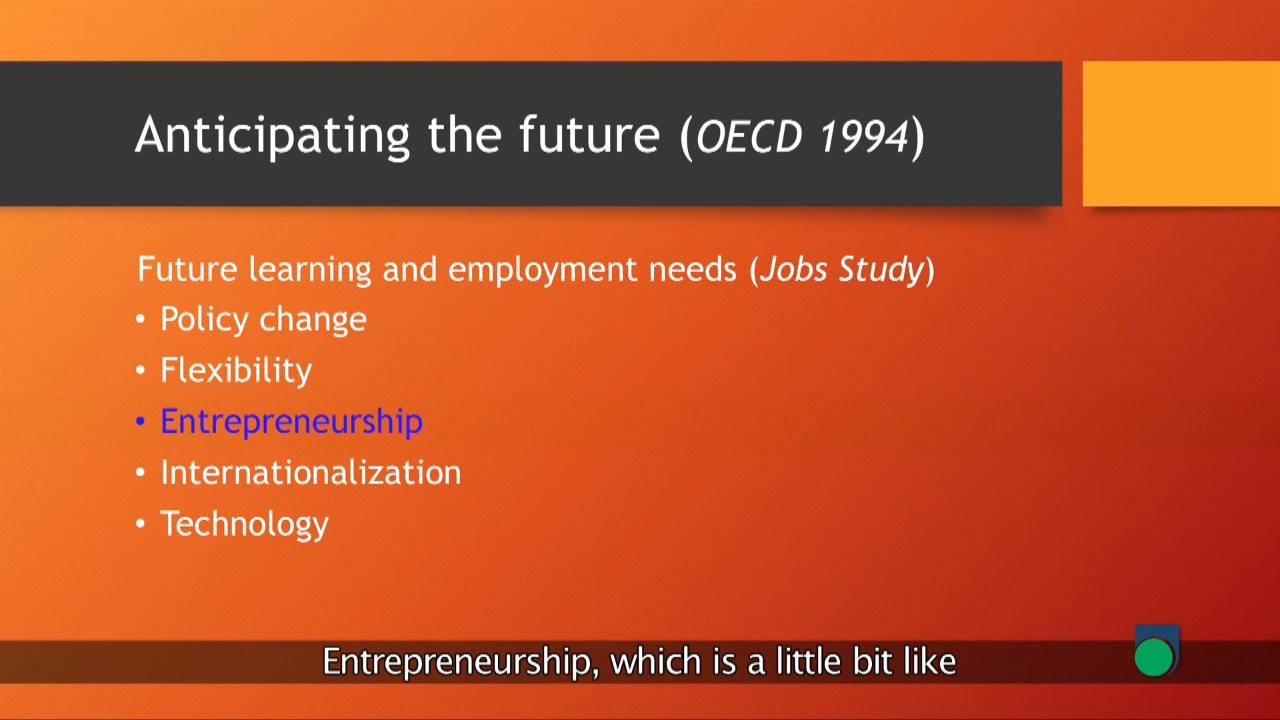 Anticipating the future (OECD 1994)
Future learning and employment needs (Jobs Study)
• Policy change
• Flexibility
• Entrepreneurship
• Internationalization
• Technology
Entrepreneurship, which is a little bit like